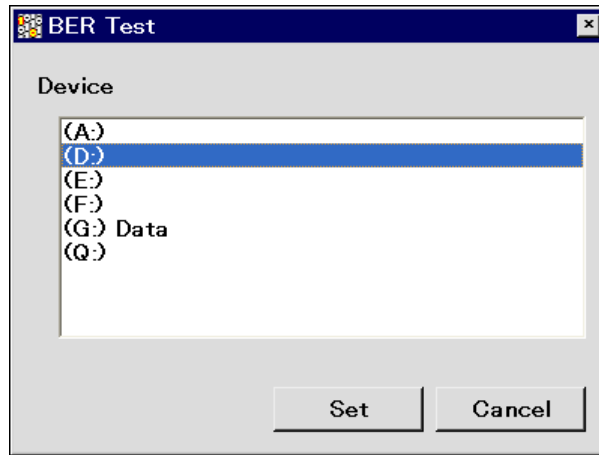 BER Test
Device
(A:)
(D:)
(E:)
(F:)
(G:) Data
(Q:)
Set Cancel